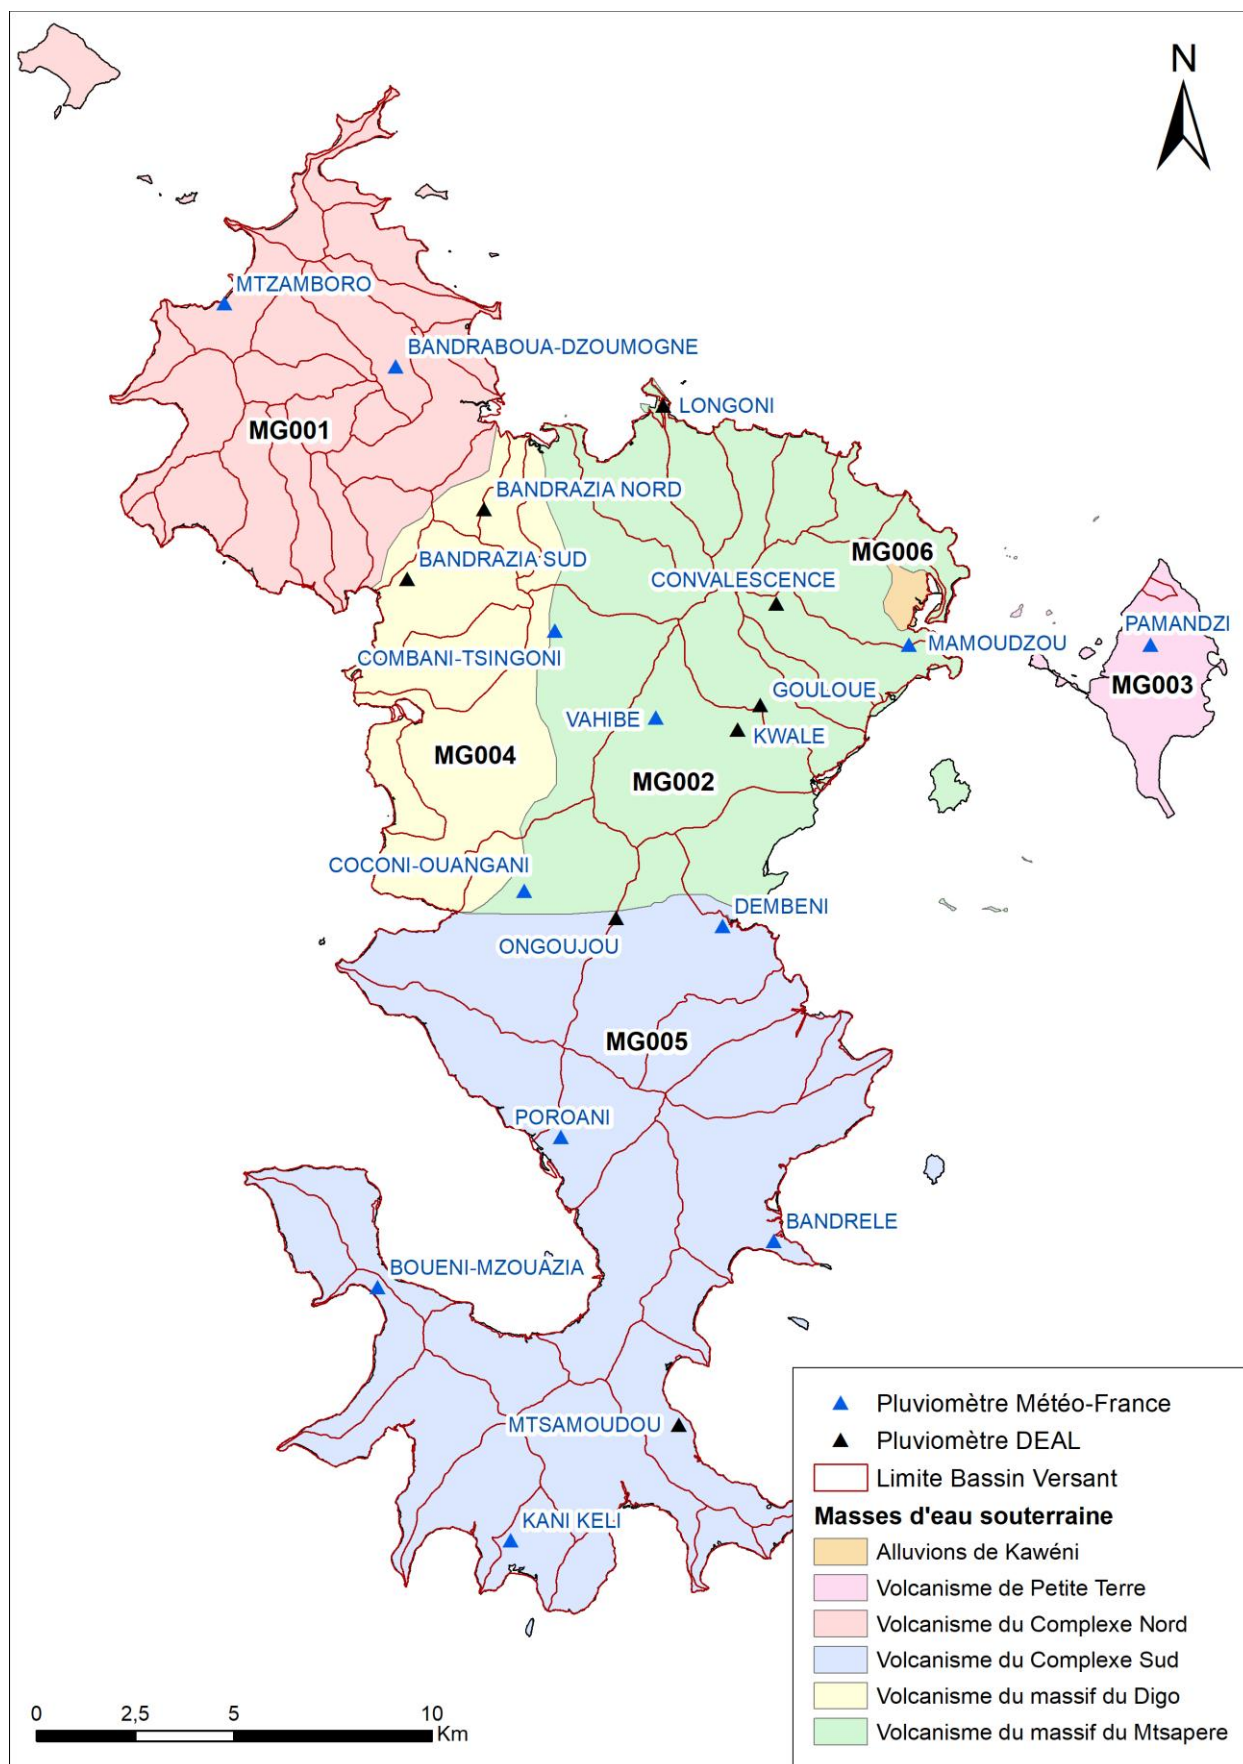 N
MTZAMBORO
BANDRABOUA-DZOUMOGNE
LONGONI
MG001
BANDRAZIA NORD
MG006
BANDRAZIA SUD
CONVALESCENCE
PAMANDZI
MAMOUDZOU
COMBANI-TSINGONI
MG003
GOULOUE
VAHIBE
KWALE
MG004
MG002
COCONI-OUANGANI
DEMBENI
ONGOUJOU
MG005
POROANI
BANDRELE
BOUENI-MZOUAZIA
MTSAMOUDOU
KANI KELI
Pluviomètre Météo-France
Pluviomètre DEAL
Limite Bassin Versant
Masses d'eau souterraine
Alluvions de Kawéni
Volcanisme de Petite Terre
Volcanisme du Complexe Nord
Volcanisme du Complexe Sud
Volcanisme du massif du Digo
Volcanisme du massif du Mtsapere
0 2,5 5 10
Km